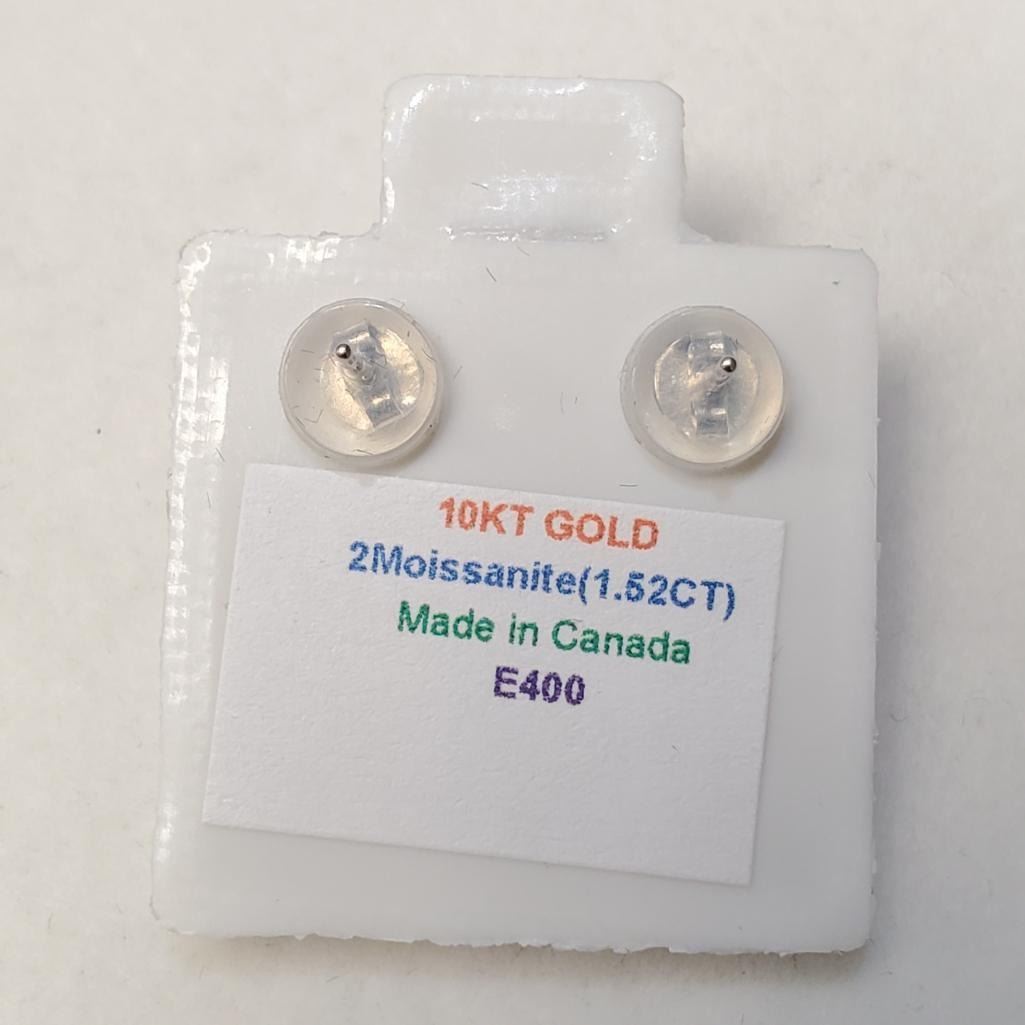 10KT GOLD
2Moissanite(1.52CT)
Made in Canada
E400